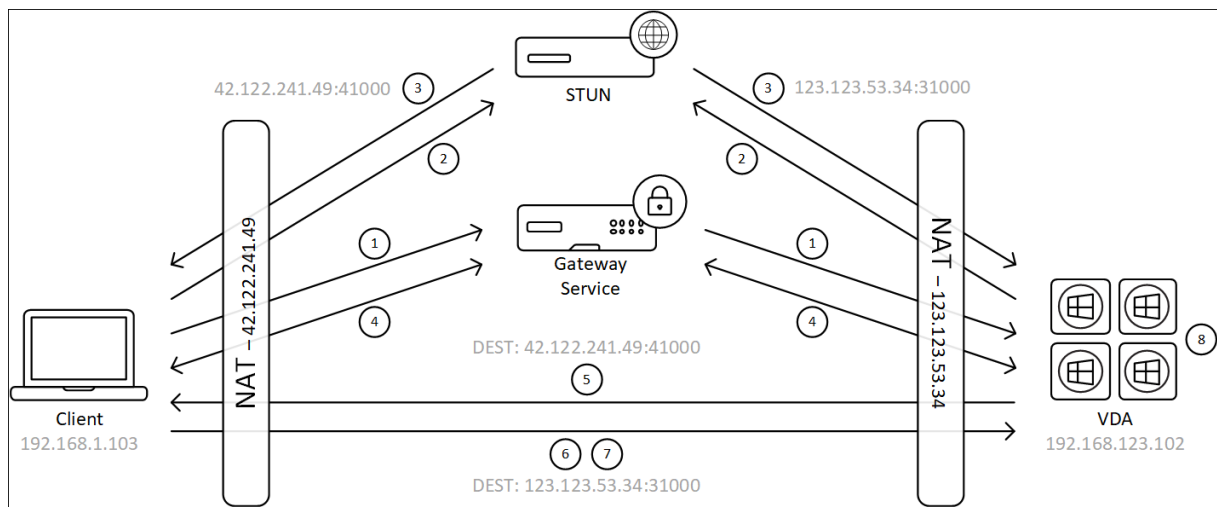 STUN
42.122.241.49:41000
3
3
123.123.53.34:31000
2
2
NAT – 42.122.241.49
1
Gateway
Service
1
NAT – 123.123.53.34
4
4
DEST: 42.122.241.49:41000
5
8
Client
192.168.1.103
VDA
192.168.123.102
6
7
DEST: 123.123.53.34:31000